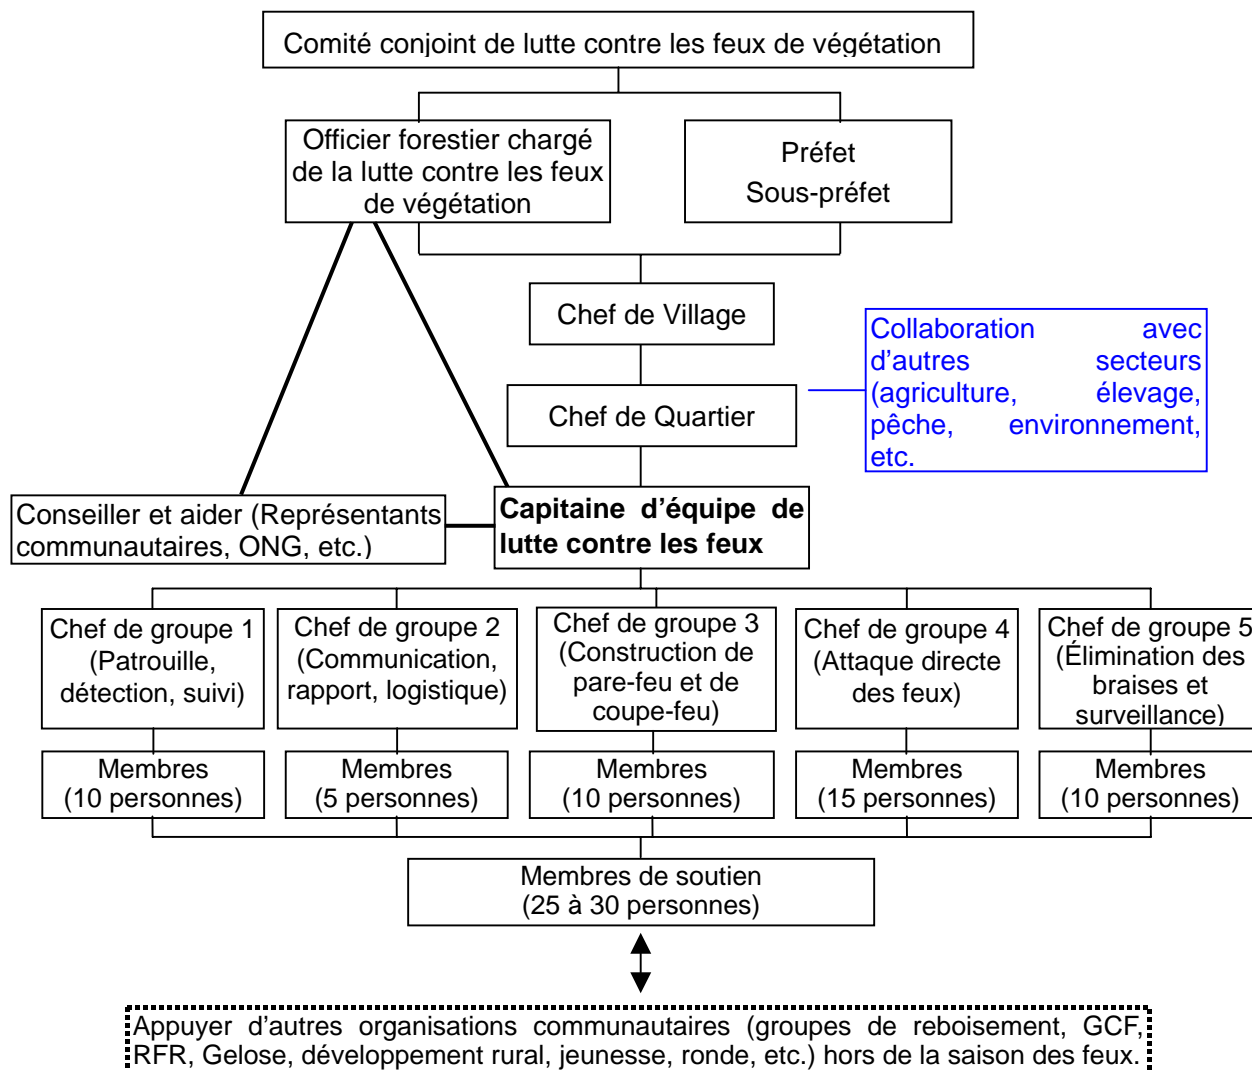 Comité conjoint de lutte contre les feux de végétation
Officier forestier chargé
de la lutte contre les feux
de végétation
Préfet
Sous-préfet
Chef de Village
Collaboration avec
d'autres secteurs
(agriculture, élevage,
pêche, environnement,
etc.
Chef de Quartier
Conseiller et aider (Représentants
communautaires, ONG, etc.)
Capitaine d’équipe de
lutte contre les feux
Chef de groupe 1
(Patrouille,
détection, suivi)
Chef de groupe 2
(Communication,
rapport, logistique)
Chef de groupe 3
(Construction de
pare-feu et de
coupe-feu)
Chef de groupe 4
(Attaque directe
des feux)
Chef de groupe 5
(Élimination des
braises et
surveillance)
Membres
(10 personnes)
Membres
(5 personnes)
Membres
(10 personnes)
Membres
(15 personnes)
Membres
(10 personnes)
Membres de soutien
(25 à 30 personnes)
Appuyer d’autres organisations communautaires (groupes de reboisement, GCF,
RFR, Gelose, développement rural, jeunesse, ronde, etc.) hors de la saison des feux.